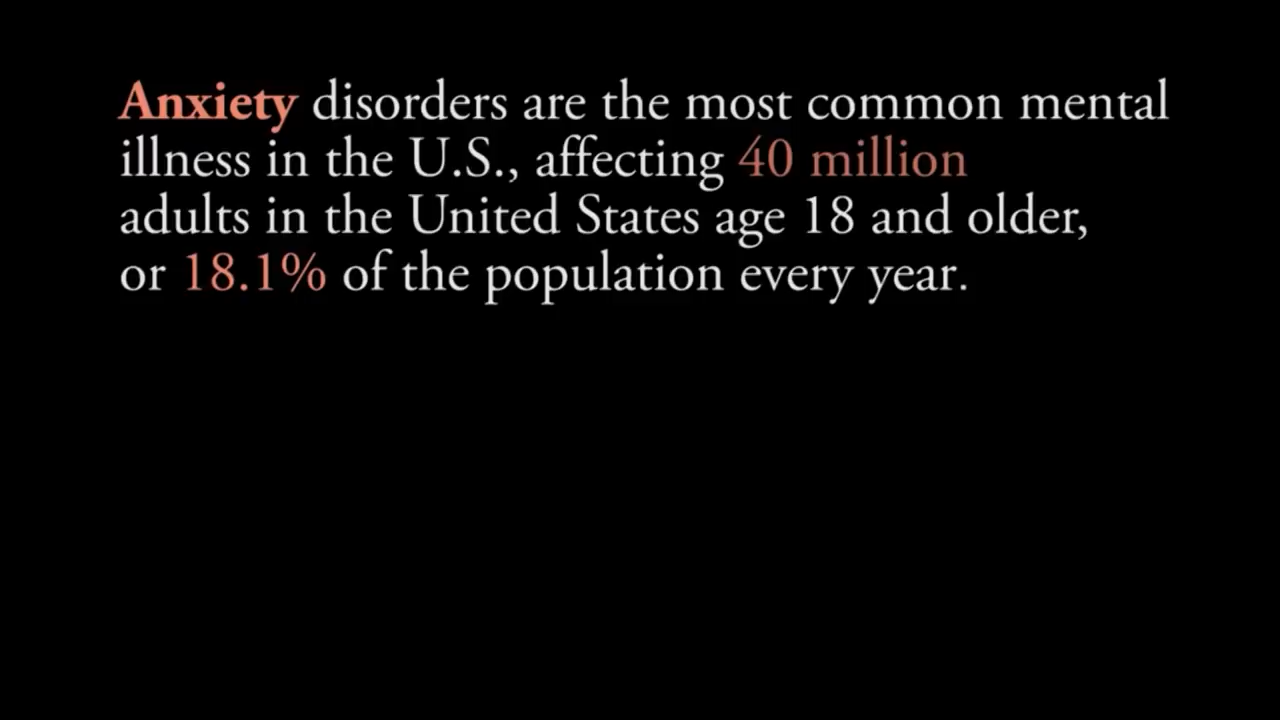 Anxiety disorders are the most common mental
illness in the U.S., affecting 40 million
adults in the United States age 18 and older,
or 18.1% of the population every year.